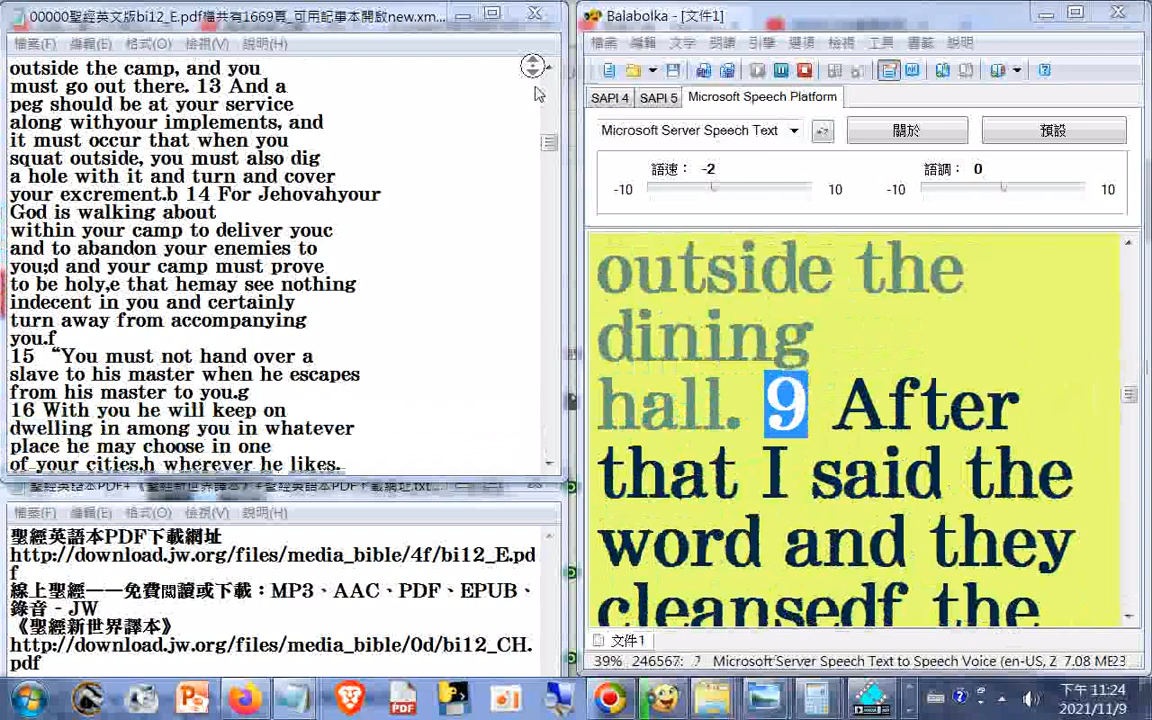 00000聖經英文版bi12_E.pdf檔共有1669頁_可用記事本開啟new.xm...
檔案(F) 編輯(E) 格式(O) 檢視(V) 說明(H)
outside the camp, and you
must go out there. 13 And a
peg should be at your service
along withyour implements, and
it must occur that when you
squat outside, you must also dig
a hole with it and turn and cover
your excrement.b 14 For Jehovahyour
God is walking about
within your camp to deliver youc
and to abandon your enemies to
you;d and your camp must prove
to be holy,e that hemay see nothing
indecent in you and certainly
turn away from accompanying
you.f
15 “You must not hand over a
slave to his master when he escapes
from his master to you.g
16 With you he will keep on
dwelling in among you in whatever
place he may choose in one
of your cities,h wherever he likes.
檔案(F) 編輯(E) 格式(O) 檢視(V) 說明(H)
聖經英語本PDF下載網址
http://download.jw.org/files/media_bible/4f/bi12_E.pd
f
線上聖經——免費閱讀或下載：MP3、AAC、PDF、EPUB、
錄音 - JW
《聖經新世界譯本》
http://download.jw.org/files/media_bible/0d/bi12_CH.
pdf
Balabolka - [文件1]
檔案 編輯 文字 朗讀 引擎 選項 檢視 工具 書籤 說明
SAPI 4 SAPI 5 Microsoft Speech Platform
Microsoft Server Speech Text 關於 預設
語速： -2 語調： 0
-10 10 -10 10
outside the
dining
hall. 9 After
that I said the
word and they
cleansedf the
文件1
39% 246567: ? Microsoft Server Speech Text to Speech Voice (en-US, Z 7.08 ME23
下午 11:24
2021/11/9